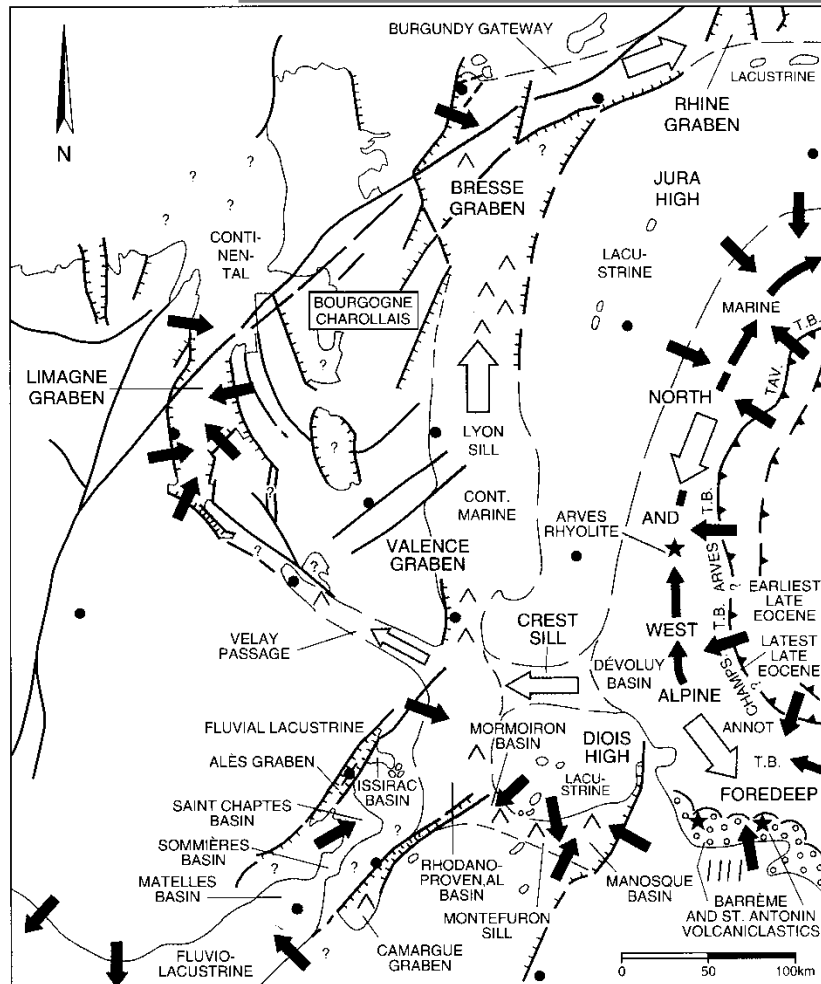 BURGUNDY GATEWAY
LACUSTRINE
RHINE
GRABEN
N
BRESSE
GRABEN
JURA
HIGH
CONTI-
NEN-
TAL
LACU-
STRINE
BOURGOGNE
CHAROLLAIS
MARINE
T.B.
TAV.
LIMAGNE
GRABEN
NORTH
LYON
SILL
CONT.
MARINE
ARVES
RHYOLITE
AND
T.B.
VALENCE
GRABEN
ARVES
EARLIEST
LATE
EOCENE
CREST
SILL
WEST
T.B.
VELAY
PASSAGE
LATEST
LATE
EOCENE
DÉVOLUY
BASIN
ALPINE
CHAMPS.
FLUVIAL LACUSTRINE
MORMOIRON
BASIN
DIOIS
HIGH
ANNOT
T.B.
ALÈS GRABEN
ISSIRAC
BASIN
LACU-
STRINE
FOREDEEP
SAINT CHAPTES
BASIN
SOMMIÈRES
BASIN
MATELLES
BASIN
RHODANO-
PROVEN,AL
BASIN
MANOSQUE
BASIN
MONTEFURON
SILL
BARRÈME
AND ST. ANTONIN
VOLCANICLASTICS
FLUVIO-
LACUSTRINE
CAMARGUE
GRABEN
0 50 100km
? ? ? ? ? ? ? ? ? ? ? ? ? ? ? ?